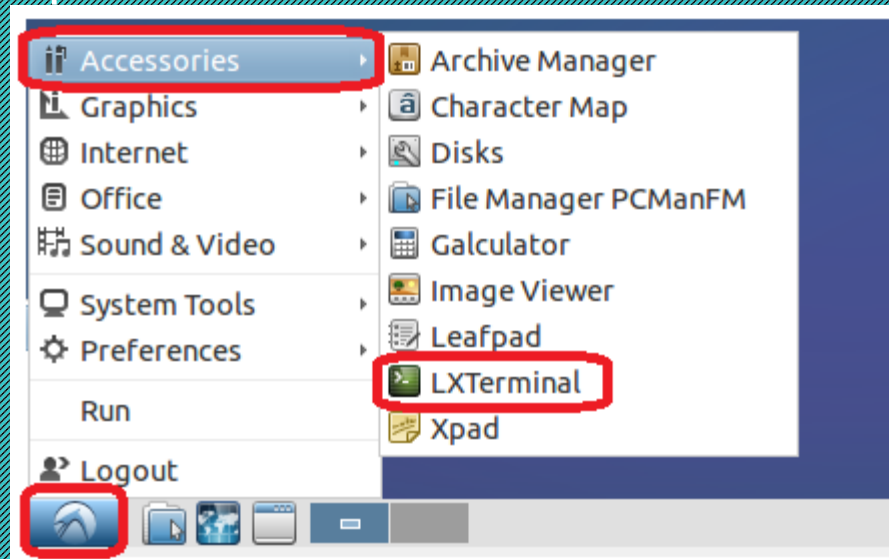 Accessories
Graphics
Internet
Office
Sound & Video
System Tools
Preferences
Run
Logout
Archive Manager
Character Map
Disks
File Manager PCManFM
Galculator
Image Viewer
Leafpad
LXTerminal
Xpad